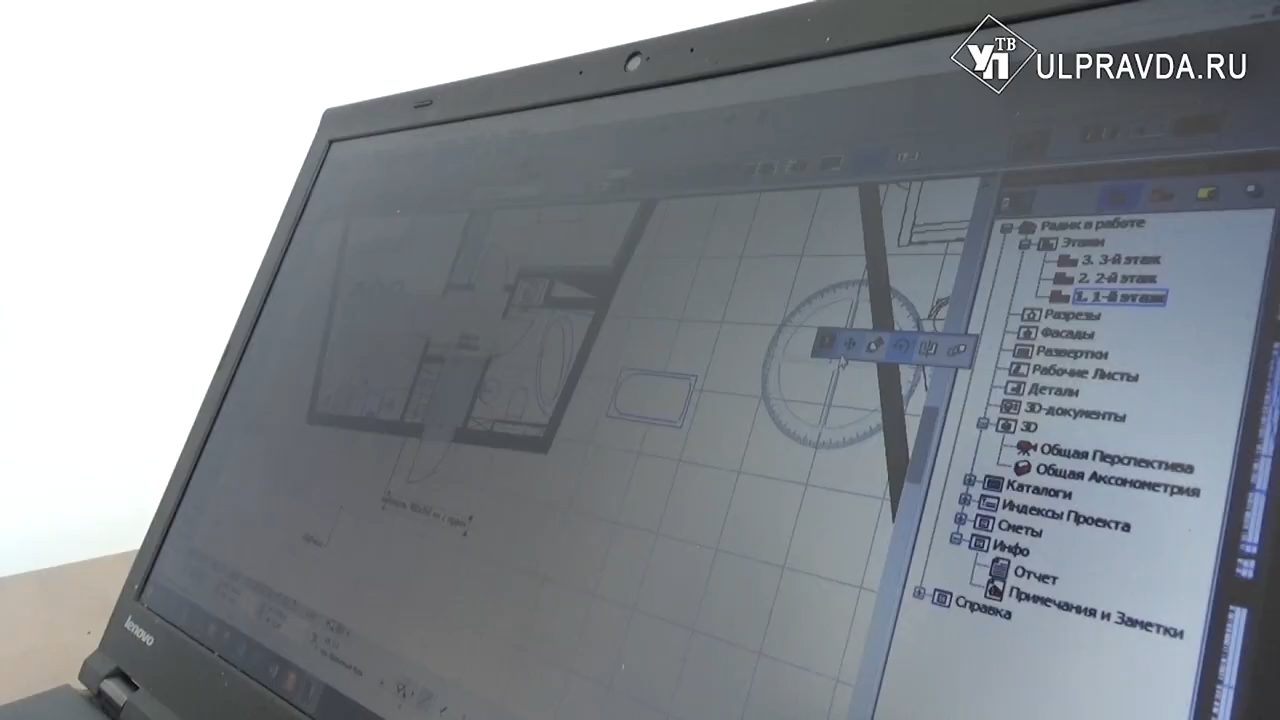 УП ТВ ULPRAVDA.RU
Радик в работе
Этажи
3. 3-й этаж
2. 2-й этаж
1. 1-й этаж
Разрезы
Фасады
Развертки
Рабочие Листы
Детали
3D-документы
3D
Общая Перспектива
Общая Аксонометрия
Каталоги
Индексы Проекта
Сметы
Инфо
Отчет
Примечания и Заметки
Справка
lenovo